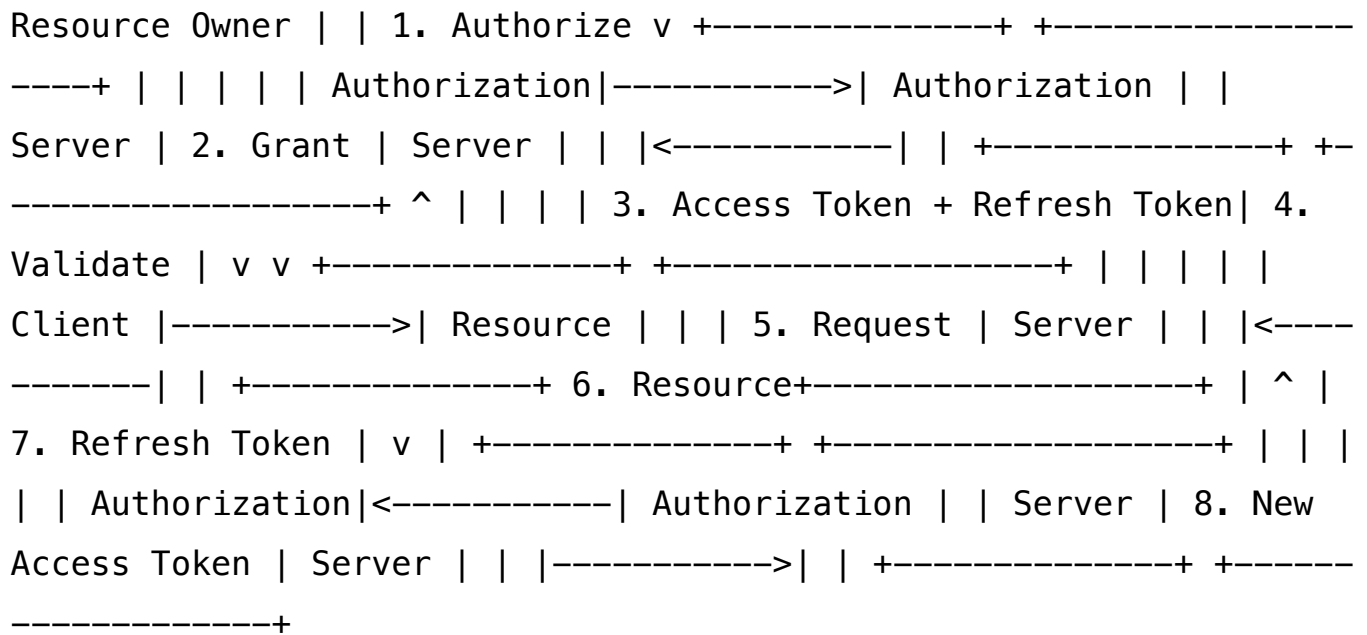 Resource Owner | | 1. Authorize v +--------------+ +---------------
----+ | | | | | Authorization|----------->| Authorization | |
Server | 2. Grant | Server | | |<-----------| | +--------------+ +-
------------------+ ^ | | | | 3. Access Token + Refresh Token| 4.
Validate | v v +--------------+ +-------------------+ | | | | |
Client |----------->| Resource | | | 5. Request | Server | | |<----
-------| | +--------------+ 6. Resource+-------------------+ | ^ |
7. Refresh Token | v | +--------------+ +-------------------+ | | |
| | Authorization|<-----------| Authorization | | Server | 8. New
Access Token | Server | | |----------->| | +--------------+ +------
-------------+